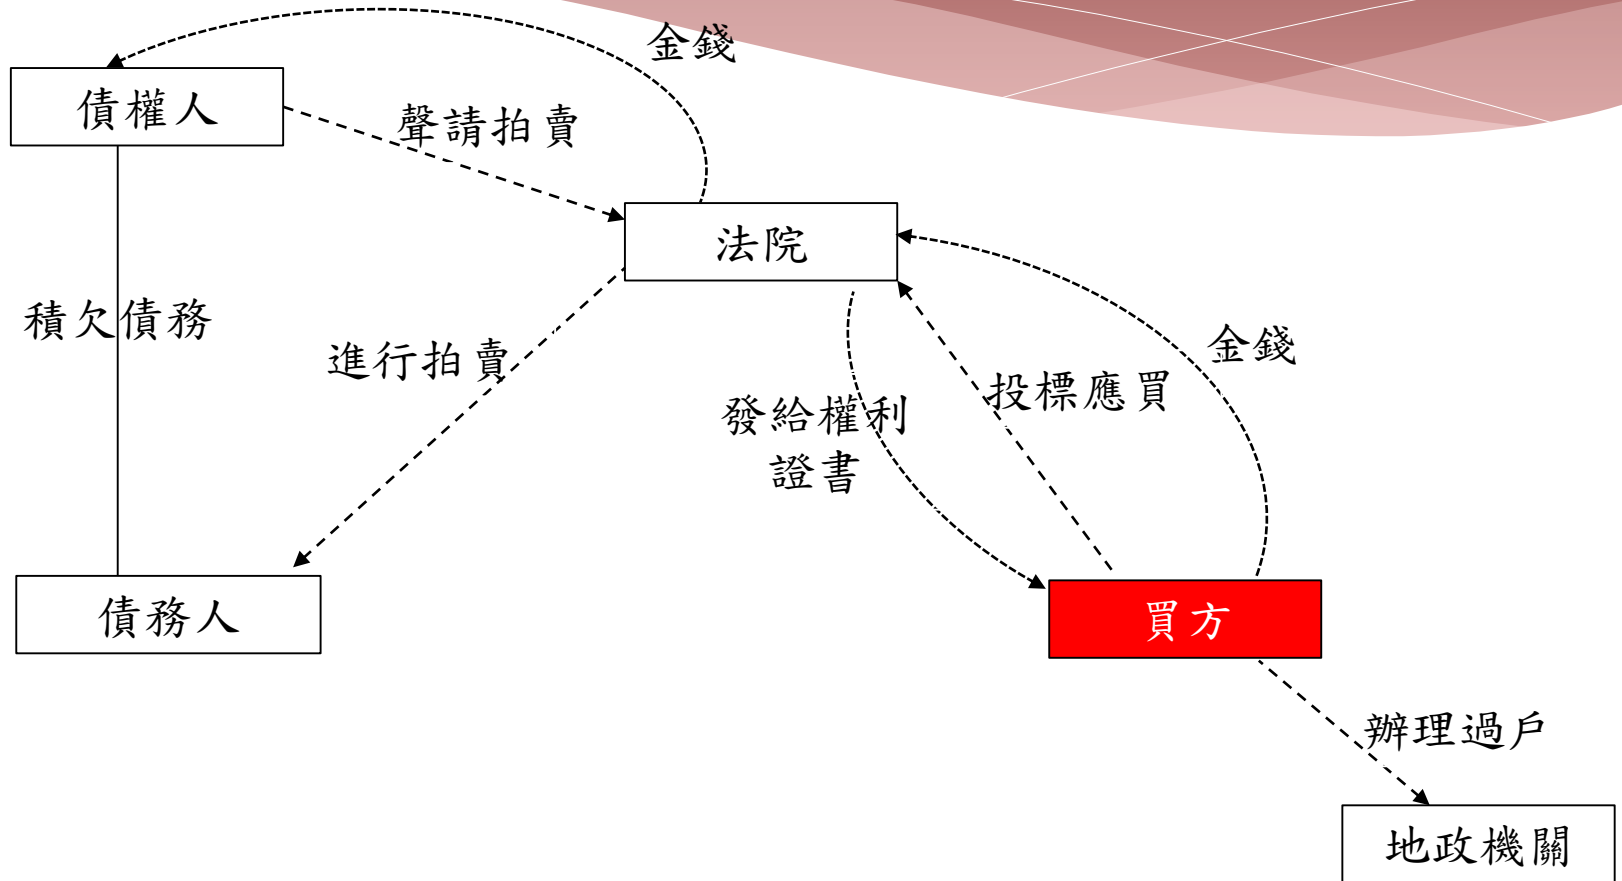 金錢
債權人
聲請拍賣
法院
積欠債務
進行拍賣
金錢
投標應買
發給權利
證書
債務人
買方
辦理過戶
地政機關